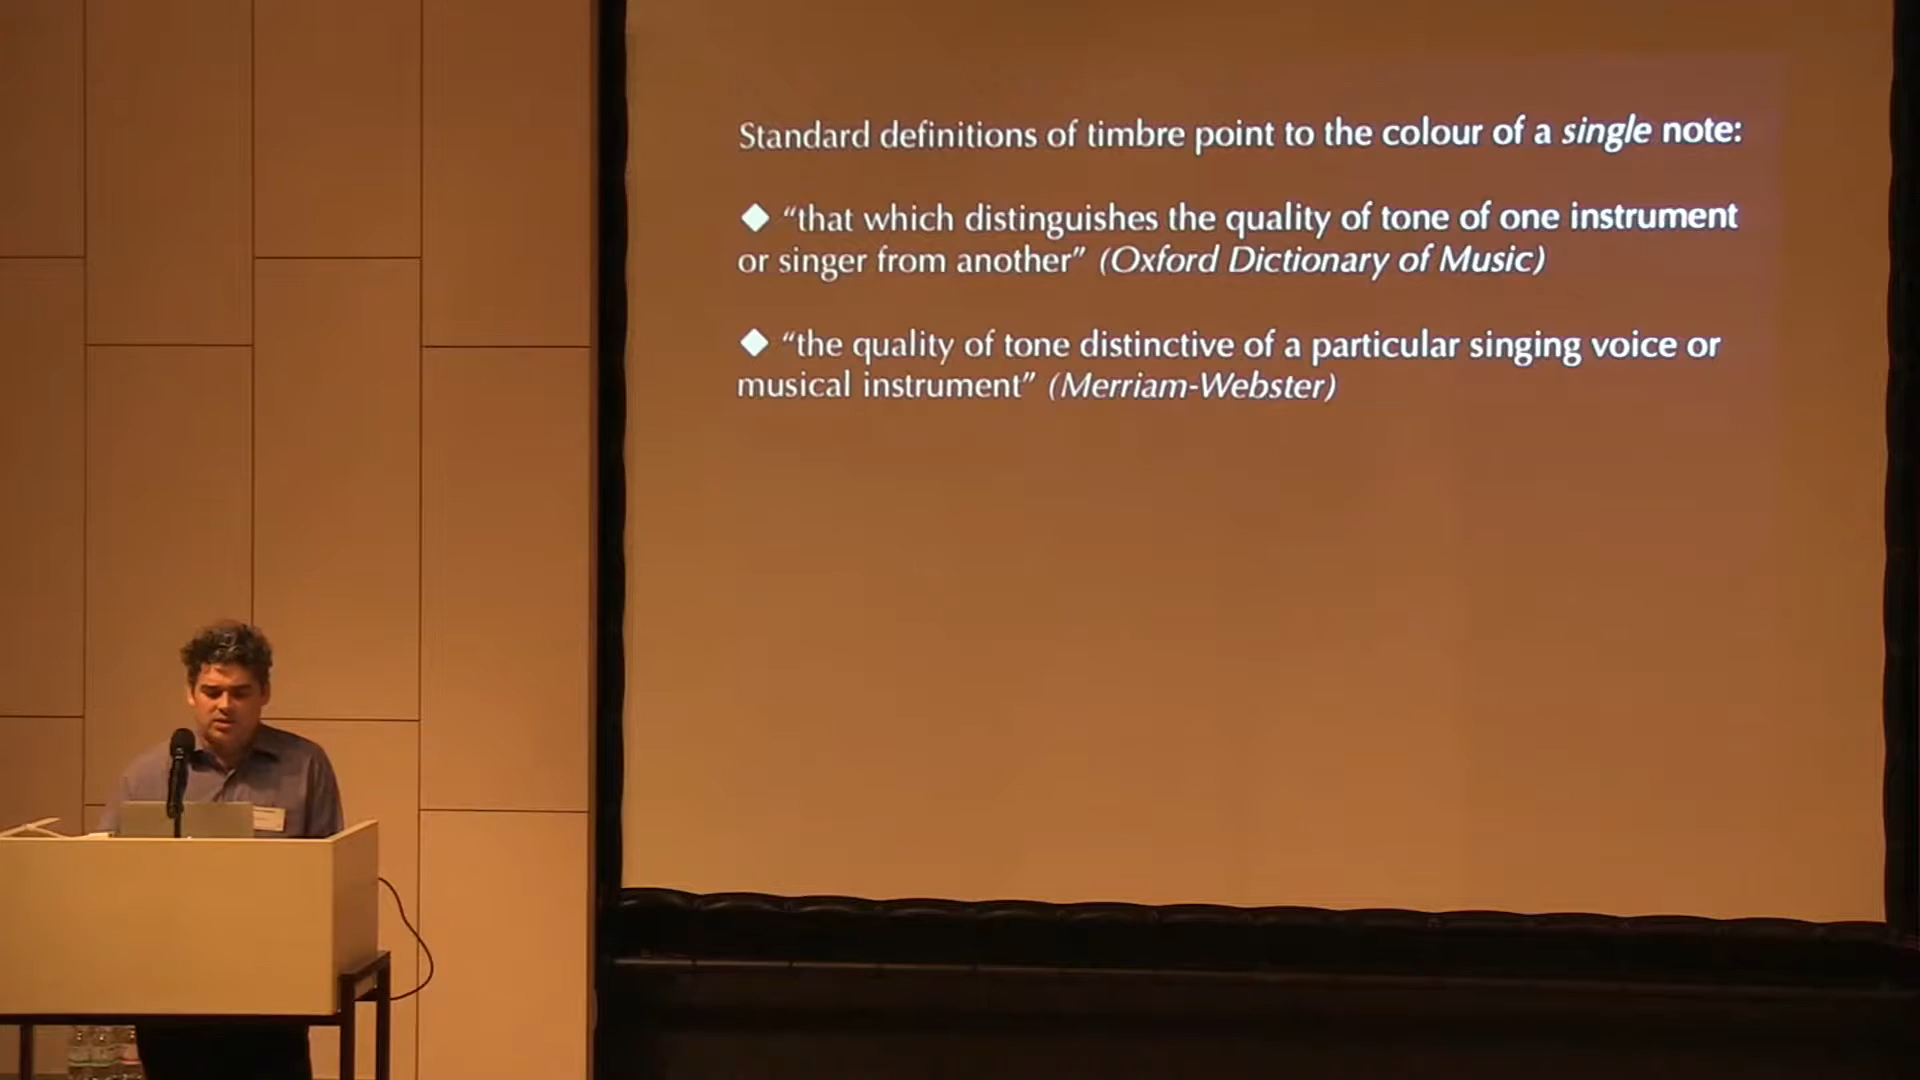 Standard definitions of timbre point to the colour of a single note:
◆ “that which distinguishes the quality of tone of one instrument
or singer from another” (Oxford Dictionary of Music)
◆ “the quality of tone distinctive of a particular singing voice or
musical instrument” (Merriam-Webster)